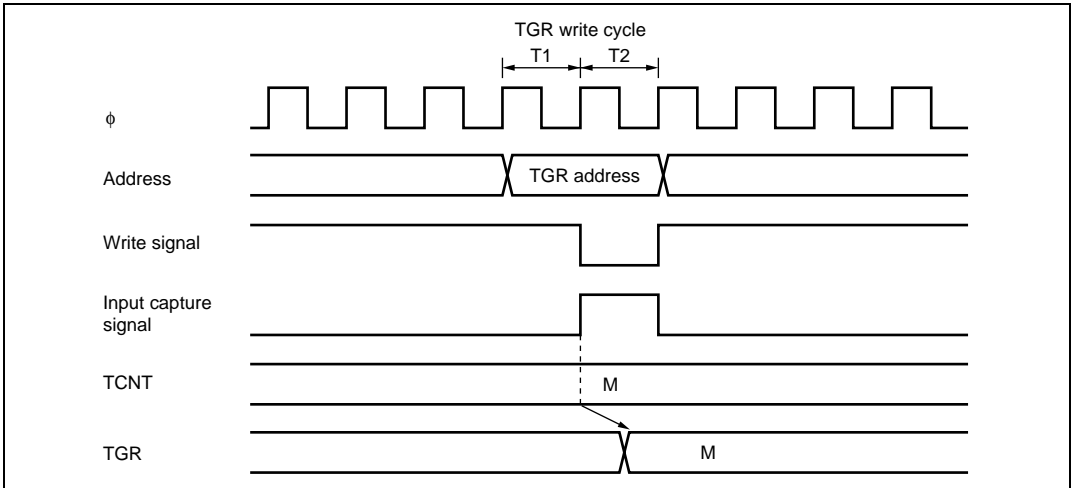 TGR write cycle
T1 T2
ϕ
Address TGR address
Write signal
Input capture
signal
TCNT M
TGR M